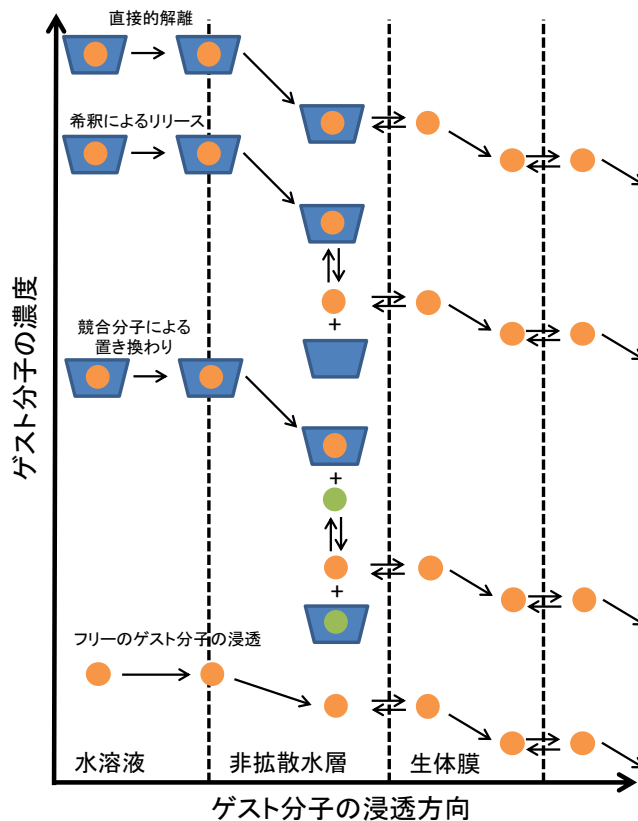 直接的解離
希釈によるリリース
競合分子による
置き換わり
+
+
+
フリーのゲスト分子の浸透
水溶液
非拡散水層
生体膜
ゲスト分子の濃度
ゲスト分子の浸透方向